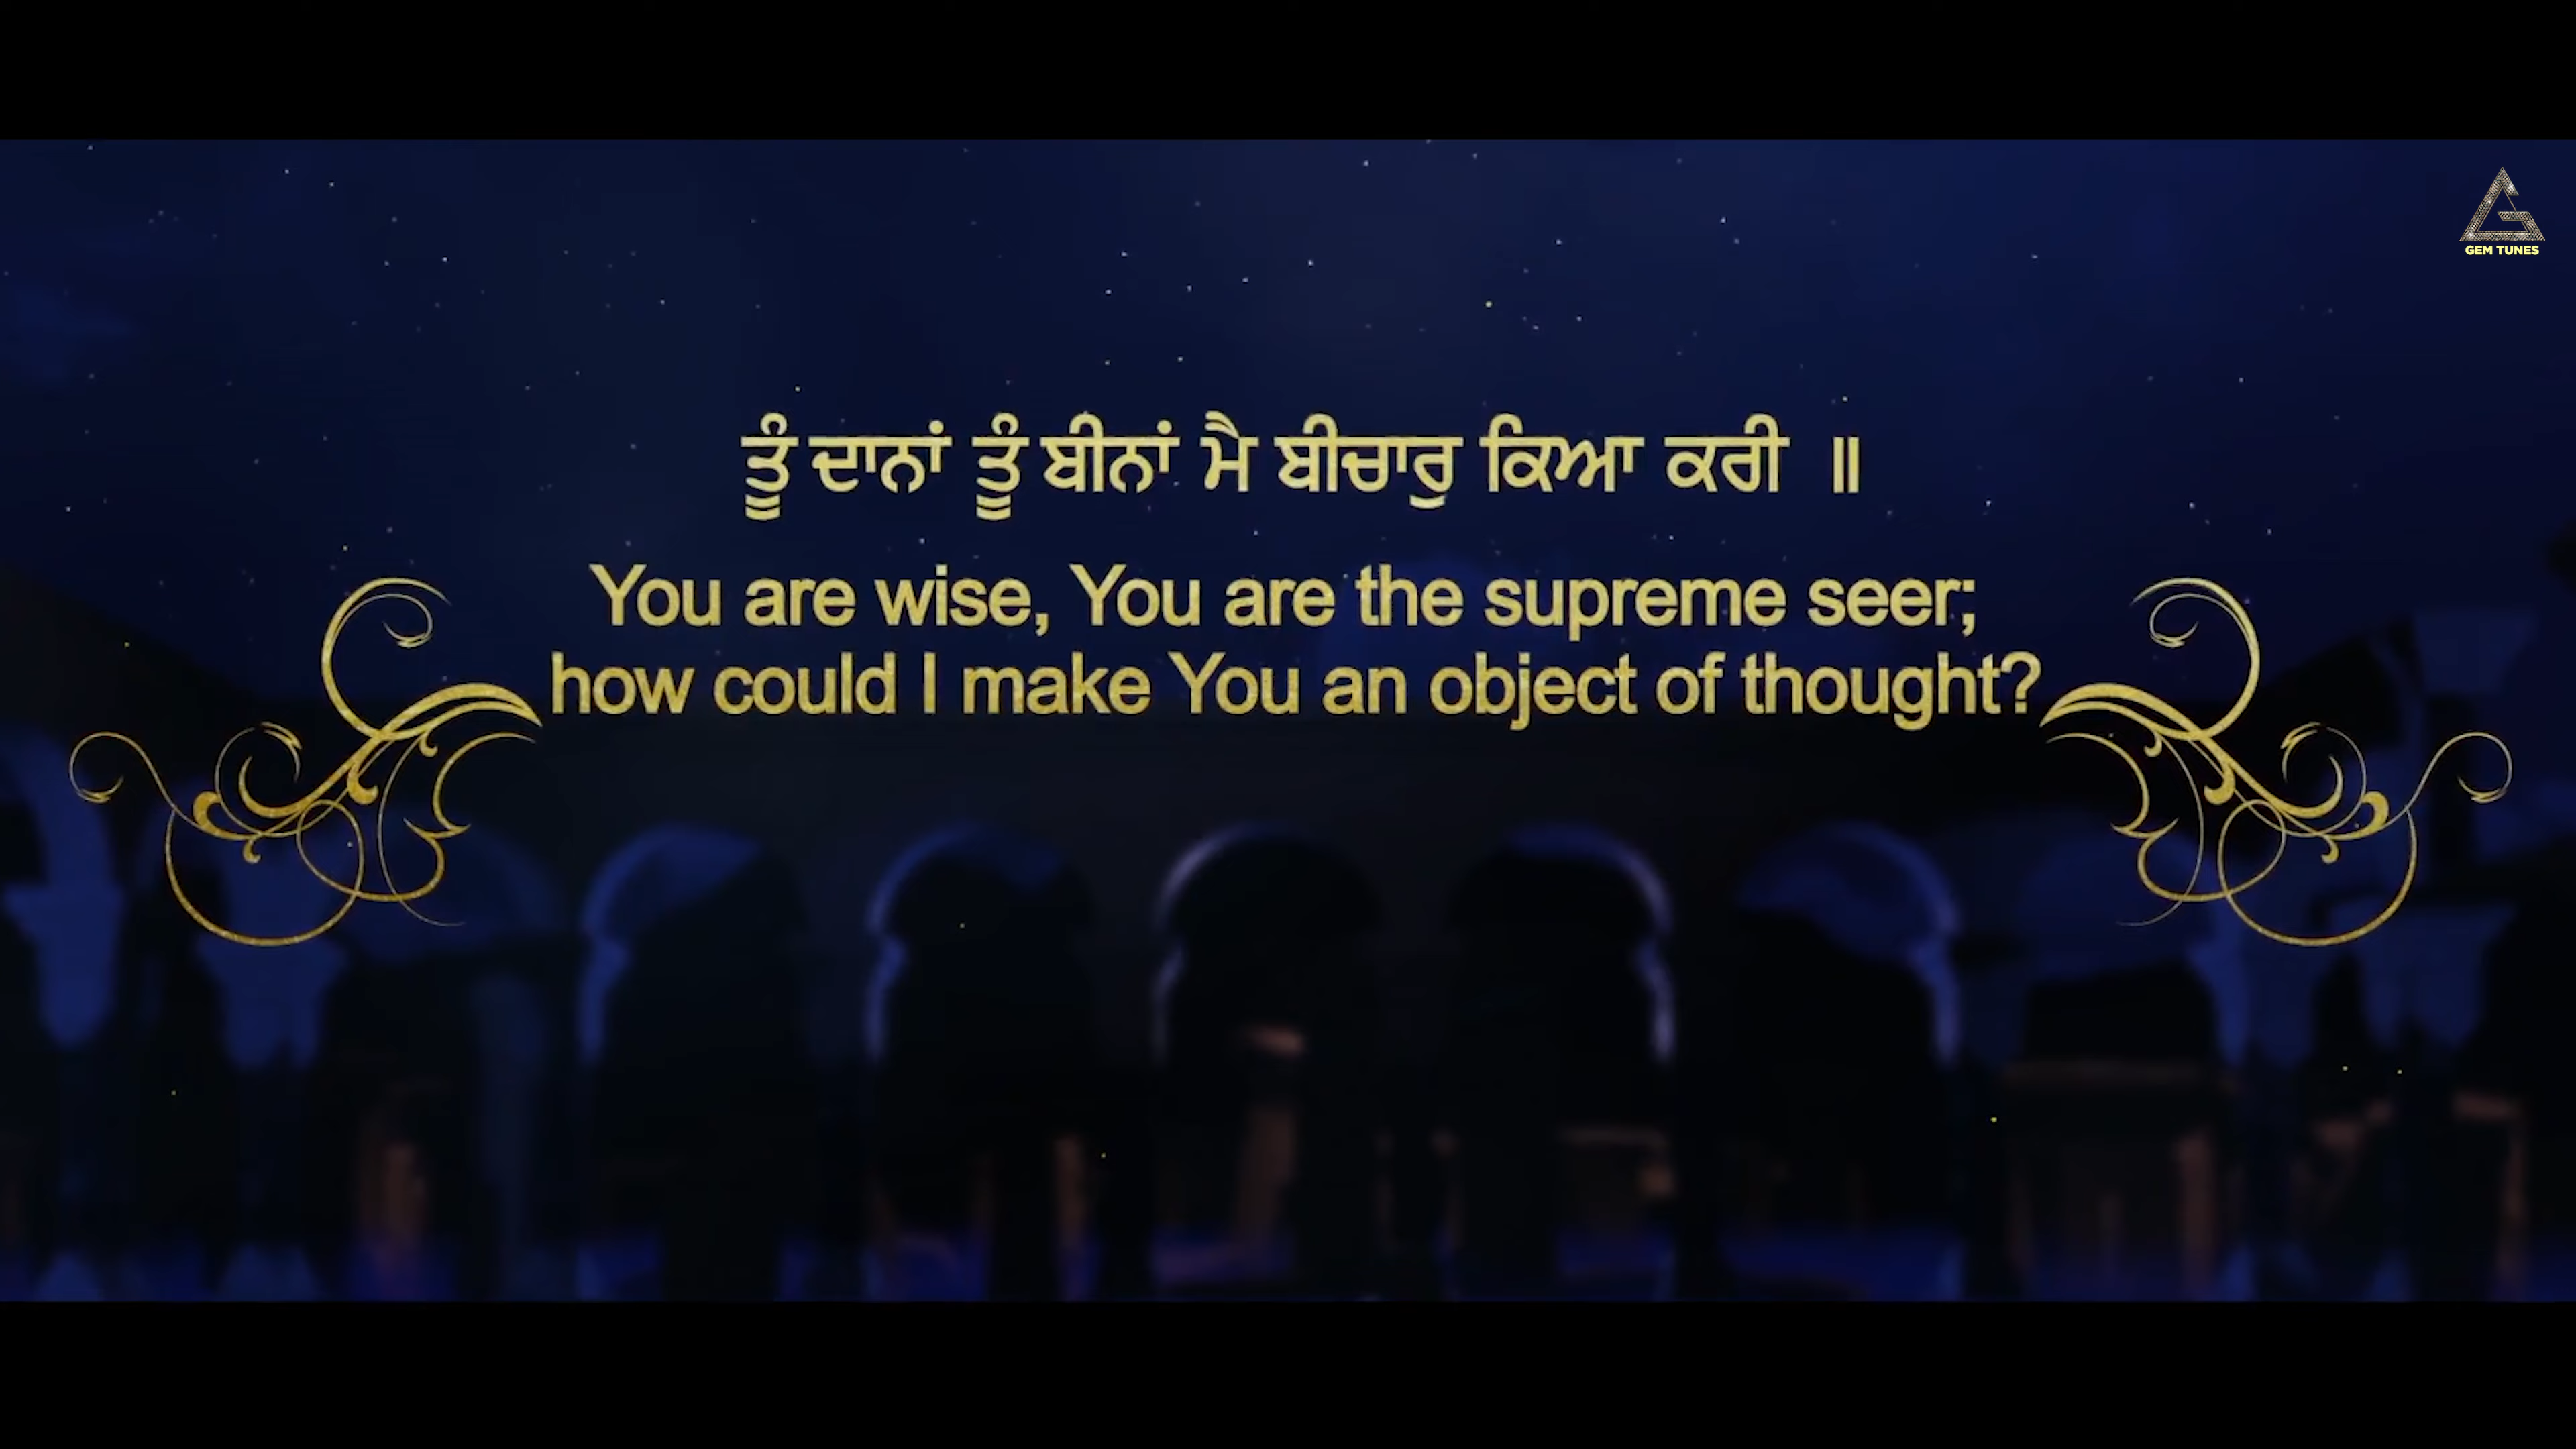 GEM TUNES
ਤੂੰ ਦਾਨਾਂ ਤੂੰ ਬੀਨਾਂ ਮੈ ਬੀਚਾਰੁ ਕਿਆ ਕਰੀ ॥
You are wise, You are the supreme seer;
how could I make You an object of thought?